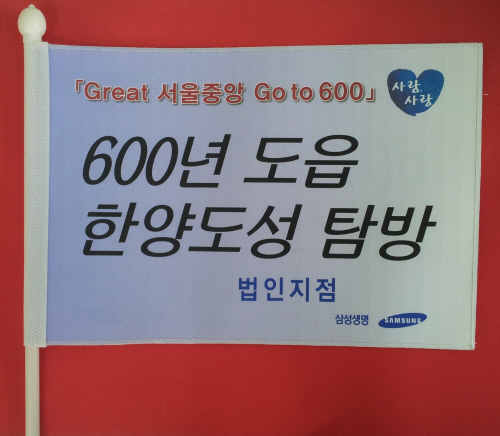 「Great 서울중앙 Go to 600」
사람,
사랑
600년 도읍
한양도성 탐방
법인지점
삼성생명 SAMSUNG